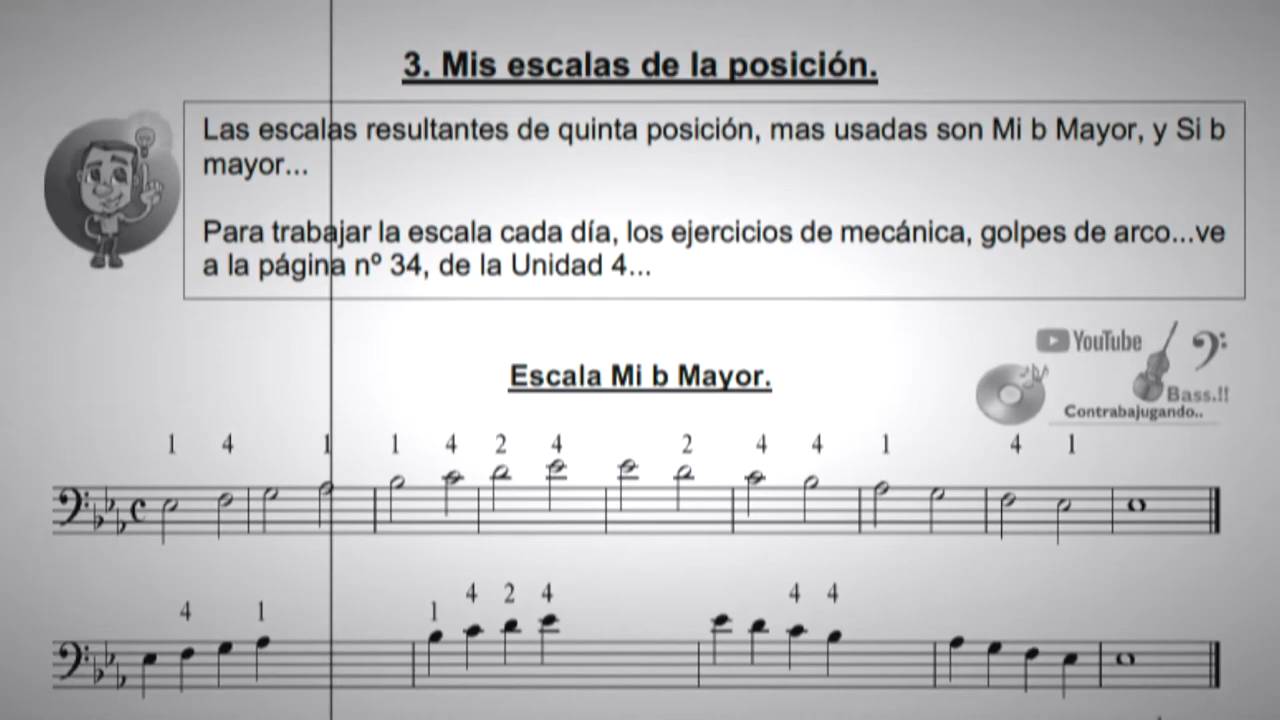 3. Mis escalas de la posición.
Las escalas resultantes de quinta posición, mas usadas son Mi b Mayor, y Si b
mayor...
Para trabajar la escala cada día, los ejercicios de mecánica, golpes de arco...ve
a la página nº 34, de la Unidad 4...
YouTube
Bass.!!
Contrabajugando..
Escala Mi b Mayor.
1 4 1 1 4 2 4 2 4 4 1 4 1
4 1 1 4 2 4 4 4